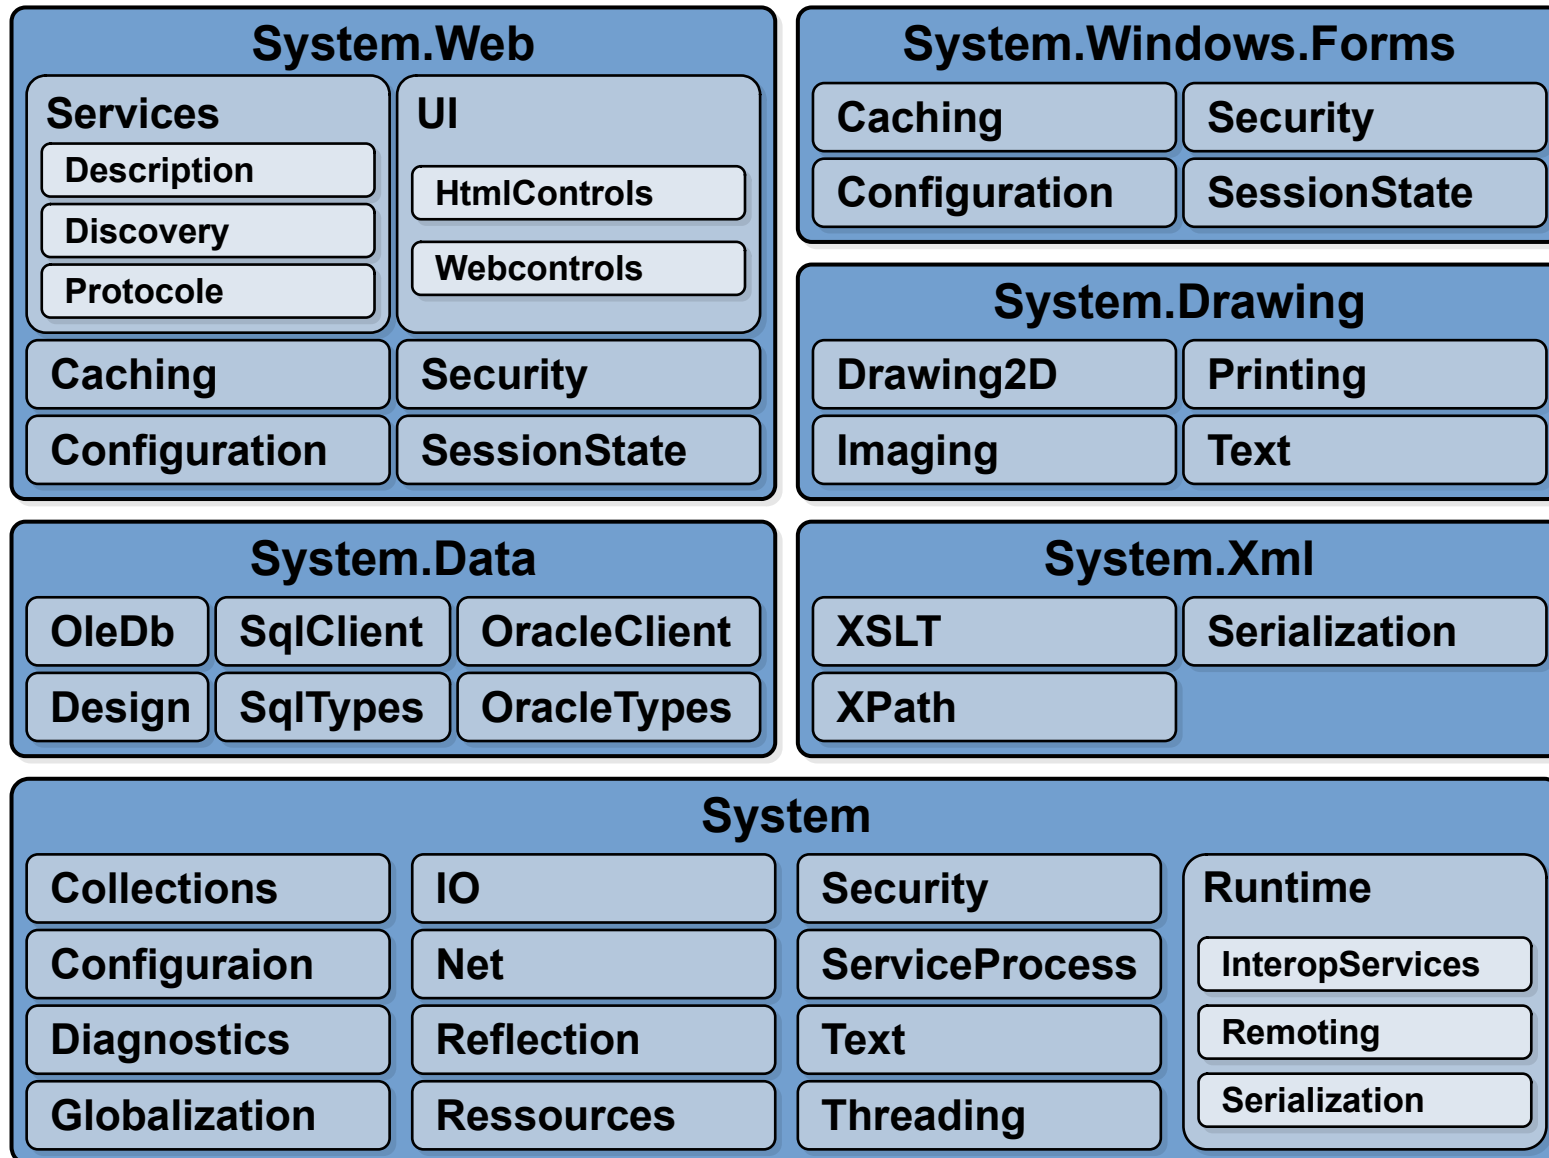 System.Web
Services
Description
Discovery
Protocole
UI
HtmlControls
Webcontrols
Caching
Security
Configuration
SessionState
System.Windows.Forms
Caching
Security
Configuration
SessionState
System.Drawing
Drawing2D
Printing
Imaging
Text
System.Data
OleDb
SqlClient
OracleClient
Design
SqlTypes
OracleTypes
System.Xml
XSLT
Serialization
XPath
System
Collections
IO
Security
Configuraion
Net
ServiceProcess
Diagnostics
Reflection
Text
Globalization
Ressources
Threading
Runtime
InteropServices
Remoting
Serialization